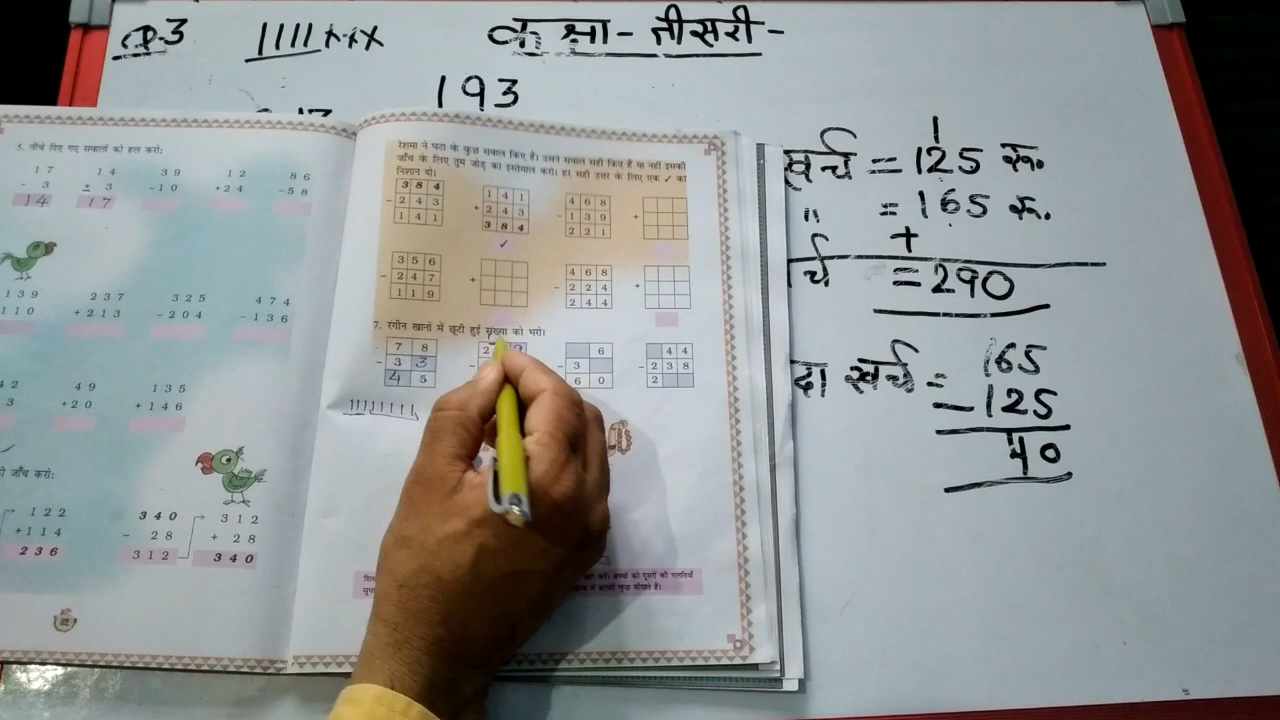 कक्षा - तीसरी -
193
खर्च = 125 रू.
" = 165 रू.
+
र्च = 290
दा खर्च = 165
- 125
40
5. नीचे दिए गए सवालों को हल करो:
17 14 39 12 86
- 3 + 3 - 10 + 24 - 58
14 17
139 237 325 474
110 + 213 - 204 - 136
42 49 135
3 + 20 + 146
जाँच करो:
122 340 312
+ 114 - 28 + 28
236 312 340
रेशमा ने घटा के कुछ सवाल किए हैं। उसने सवाल सही किए हैं या नहीं इसकी
जाँच के लिए तुम जोड़ का इस्तेमाल करो। हर सही उत्तर के लिए एक ✓ का
निशान दो।
384 141 468
- 243 + 243 - 139 +
141 384 221
✓
356 468
- 247 + - 224 +
119 244
7. रंगीन खानों में छूटी हुई संख्या को भरो।
78 6 44
- 33 3 - 238
45 60 2